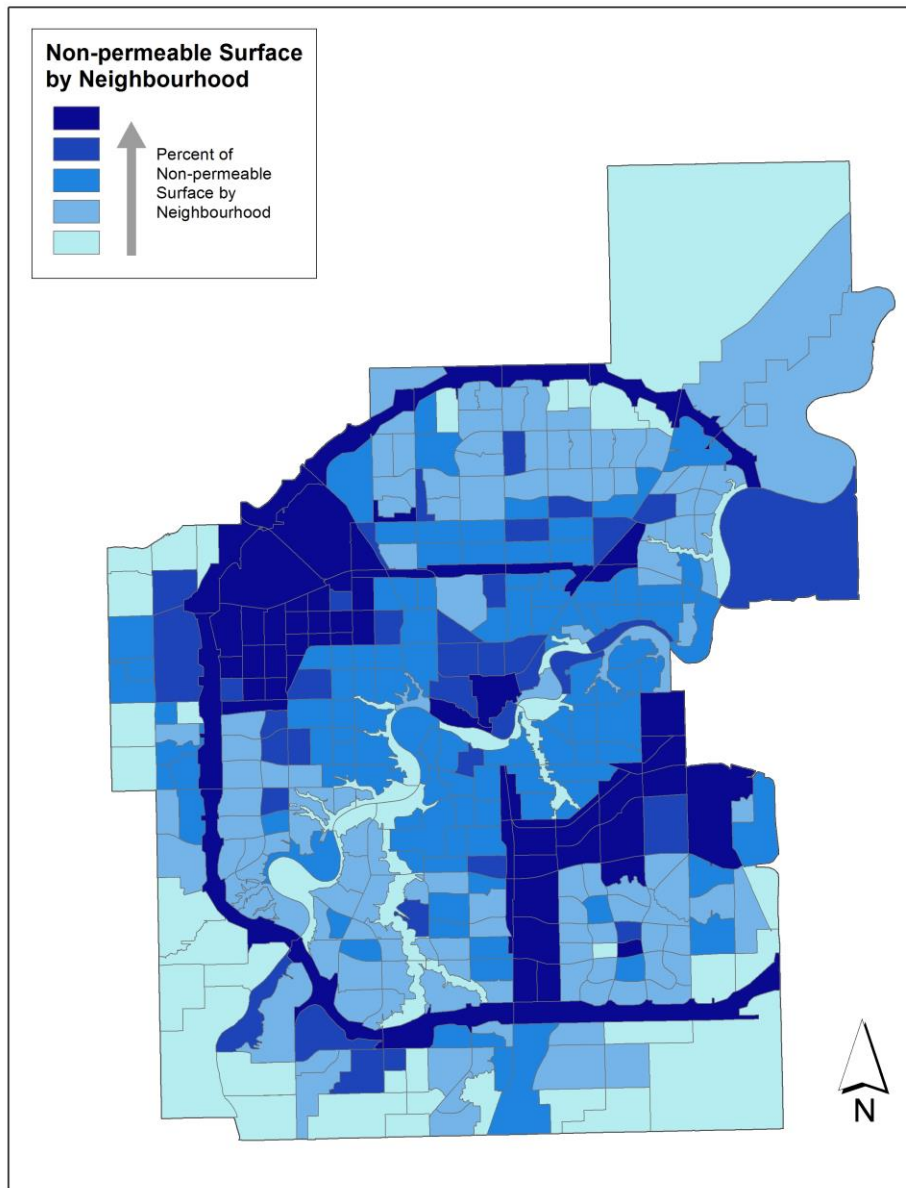 Non-permeable Surface
by Neighbourhood
Percent of
Non-permeable
Surface by
Neighbourhood
N